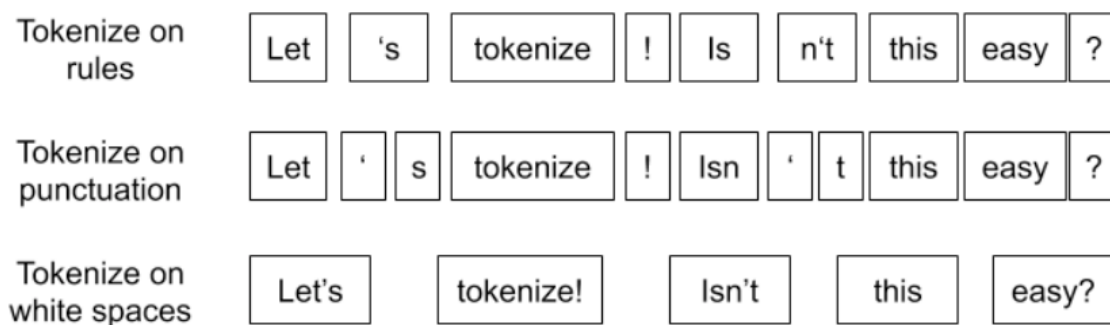 Tokenize on
rules
Let ‘s tokenize ! Is n‘t this easy ?
Tokenize on
punctuation
Let ‘ s tokenize ! Isn ‘ t this easy ?
Tokenize on
white spaces
Let’s tokenize! Isn’t this easy?